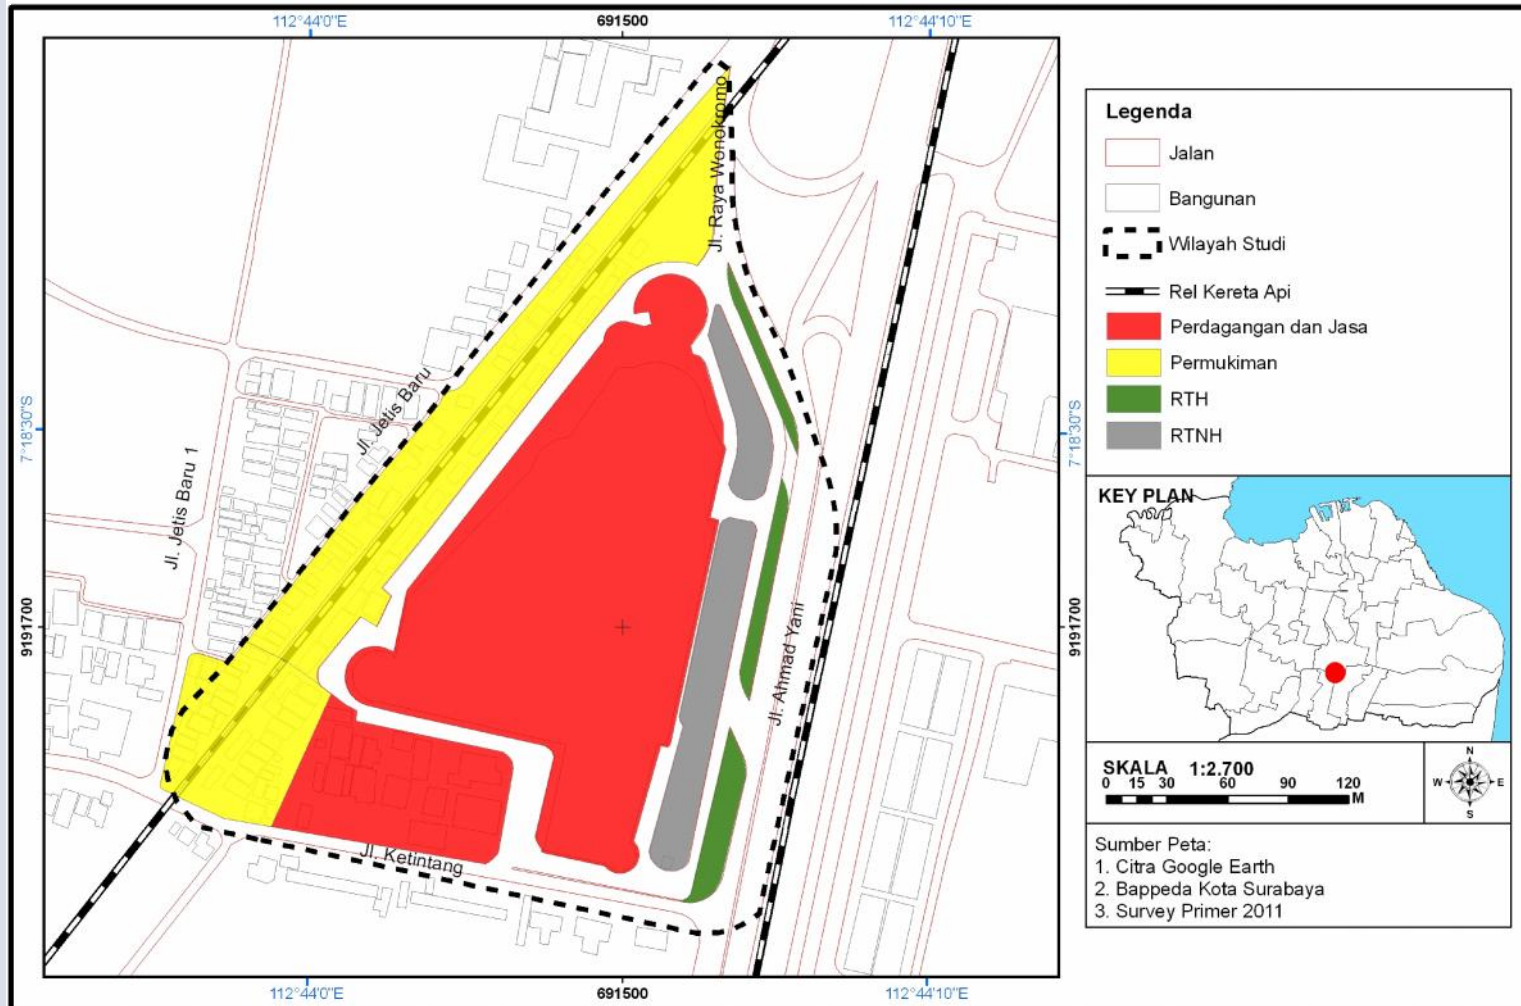 112°44'0"E
691500
112°44'10"E
7°18'30"S
9191700
Jl. Raya Wonokromo
Jl. Jetis Baru
Jl. Jetis Baru 1
Jl. Ahmad Yani
Jl. Ketintang
7°18'30"S
9191700
112°44'0"E
691500
112°44'10"E
Legenda
Jalan
Bangunan
Wilayah Studi
Rel Kereta Api
Perdagangan dan Jasa
Permukiman
RTH
RTNH
KEY PLAN
SKALA 1:2.700
0 15 30 60 90 120
M
N
W E
S
Sumber Peta:
1. Citra Google Earth
2. Bappeda Kota Surabaya
3. Survey Primer 2011